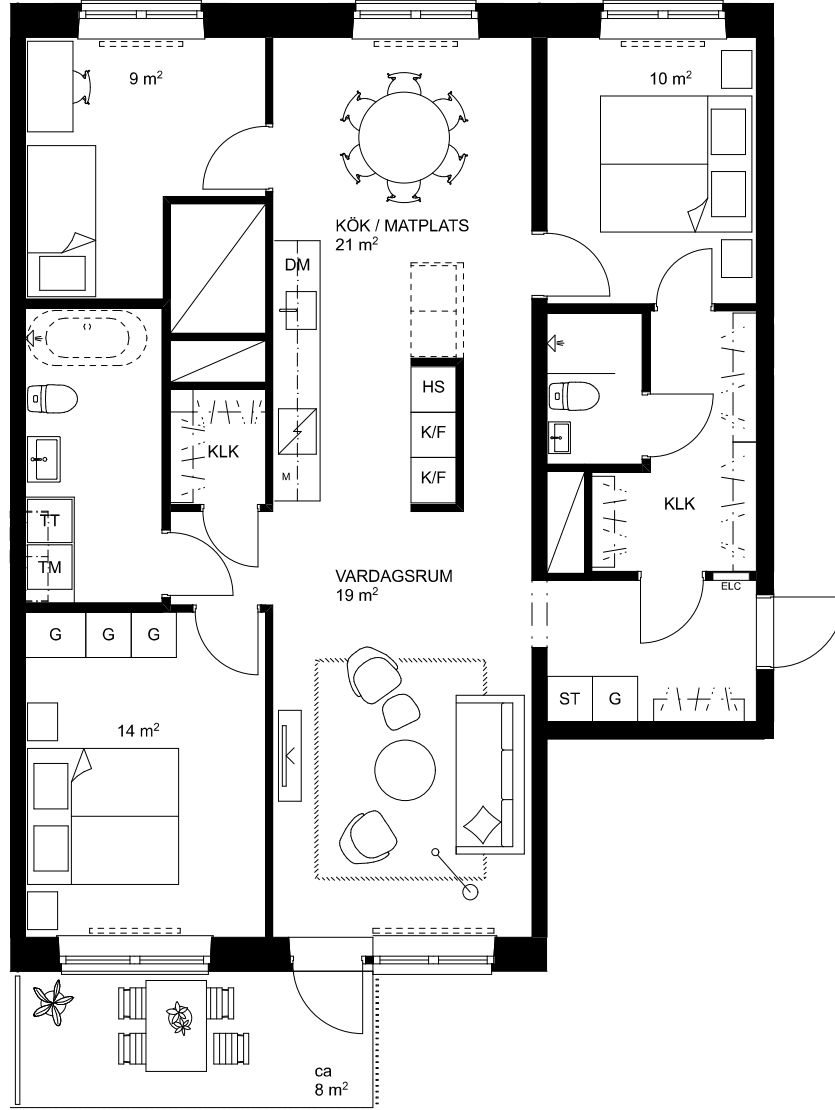 9 m²
10 m²
KÖK / MATPLATS
21 m²
DM
HS
K/F
K/F
M
KLK
KLK
TT
TM
VARDAGSRUM
19 m²
ELC
G
G
G
ST
G
14 m²
ca
8 m²